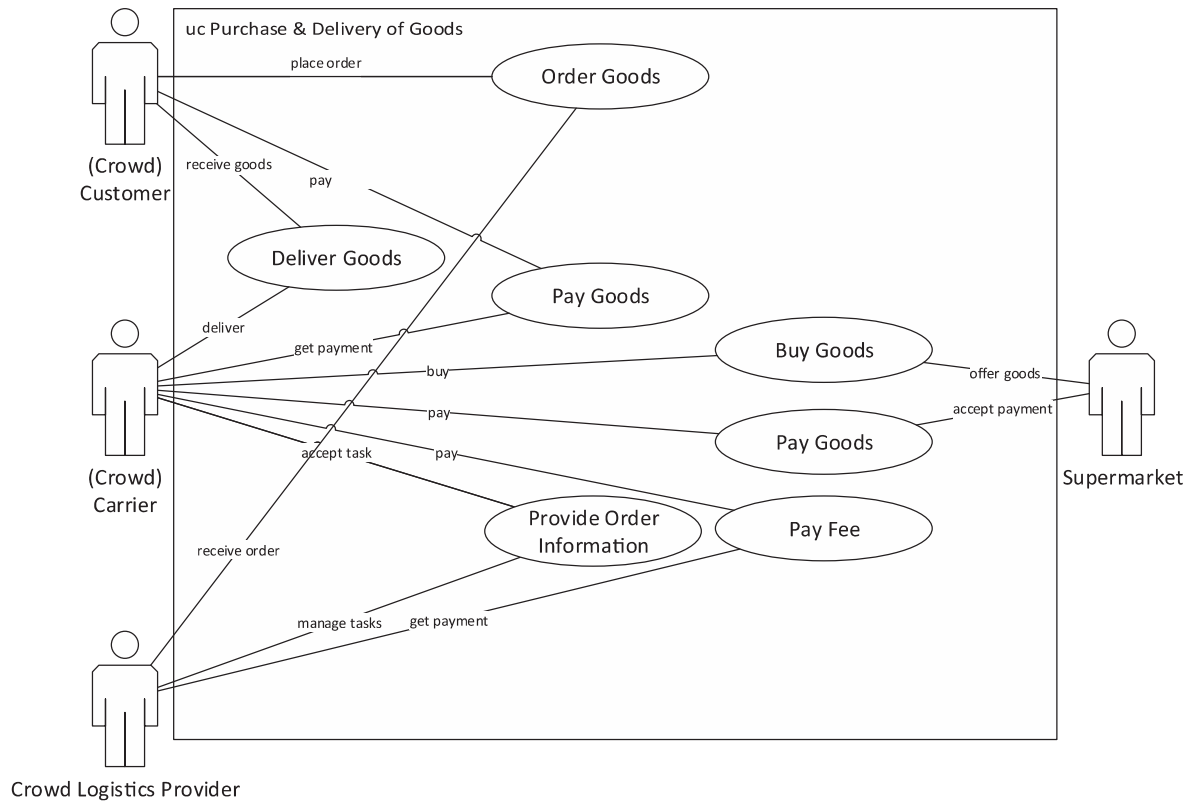 uc Purchase & Delivery of Goods
place order
Order Goods
(Crowd)
Customer
receive goods
pay
Deliver Goods
Pay Goods
deliver
get payment
buy
Buy Goods
offer goods
accept payment
pay
Pay Goods
accept task
pay
(Crowd)
Carrier
Supermarket
Provide Order
Information
Pay Fee
receive order
manage tasks
get payment
Crowd Logistics Provider